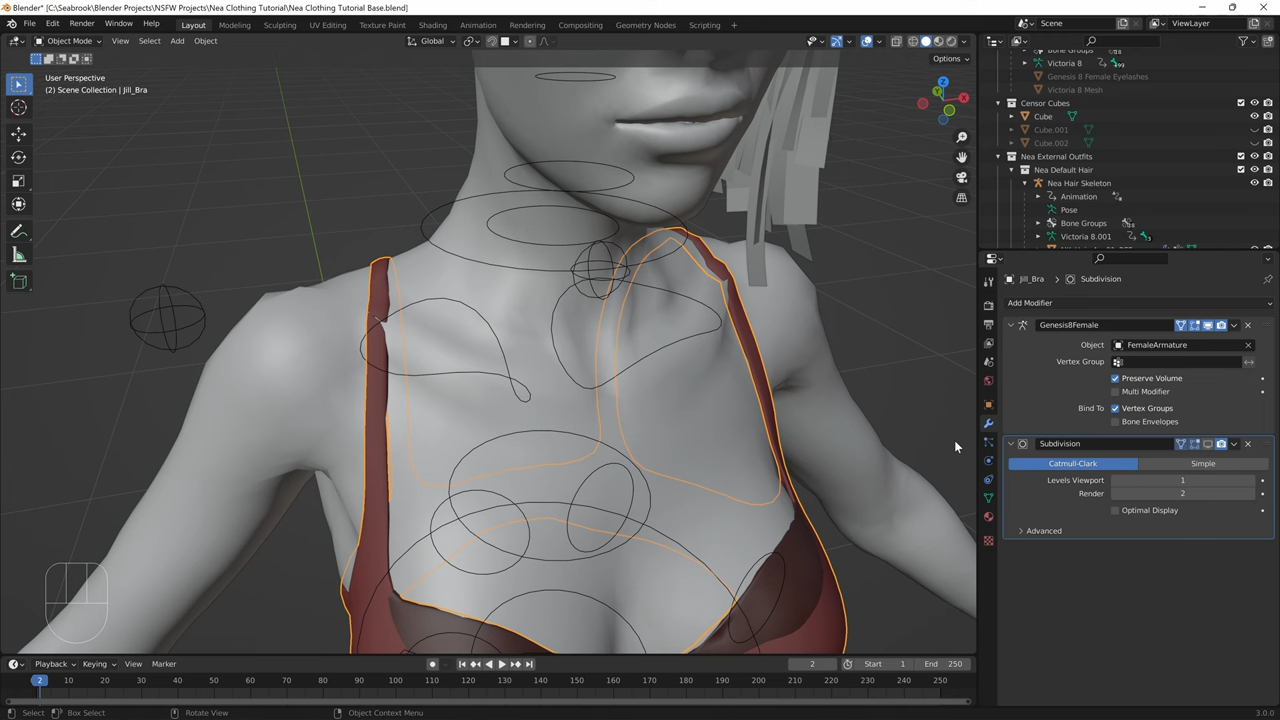 Blender* [C:\Seabrook\Blender Projects\NSFW Projects\Nea Clothing Tutorial\Nea Clothing Tutorial Base.blend]
File Edit Render Window Help Layout Modeling Sculpting UV Editing Texture Paint Shading Animation Rendering Compositing Geometry Nodes Scripting + Scene ViewLayer
Object Mode View Select Add Object Global
Options
User Perspective
(2) Scene Collection | Jill_Bra
Z
X
Y
Victoria 8
99
Genesis 8 Female Eyelashes
Victoria 8 Mesh
Censor Cubes
Cube
Cube.001
Cube.002
Nea External Outfits
Nea Default Hair
Nea Hair Skeleton
Animation
Pose
Bone Groups
Victoria 8.001
Jill_Bra > Subdivision
Add Modifier
Genesis8Female
Object FemaleArmature
Vertex Group
Preserve Volume
Multi Modifier
Bind To Vertex Groups
Bone Envelopes
Subdivision
Catmull-Clark Simple
Levels Viewport 1
Render 2
Optimal Display
Advanced
Playback Keying View Marker 2 Start 1 End 250
2 10 20 30 40 50 60 70 80 90 100 110 120 130 140 150 160 170 180 190 200 210 220 230 240 250
Select Box Select Rotate View Object Context Menu 3.0.0